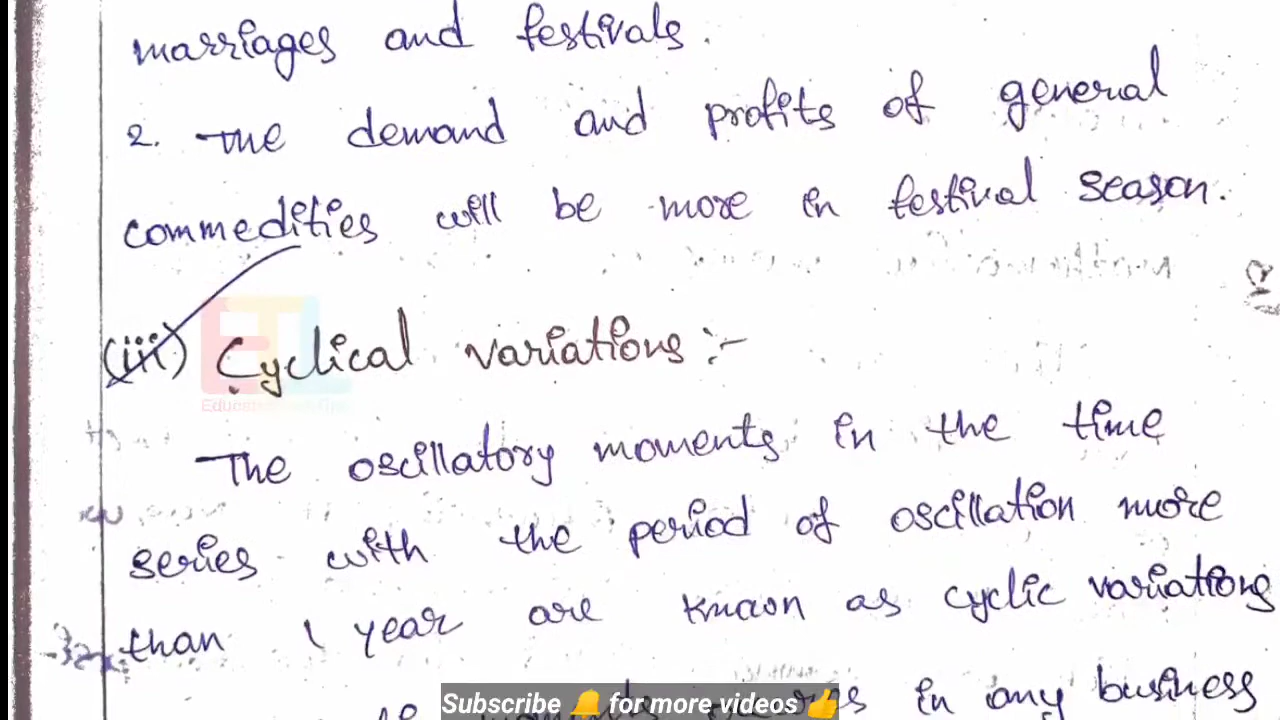 marriages and festivals.
2. The demand and profits of general
commedities will be more in festival season.
(iii) Cyclical variations :-
The oscillatory moments in the time
series with the period of oscillation more
than 1 year are known as cyclic variations
in any business
Subscribe 🔔 for more videos 👍